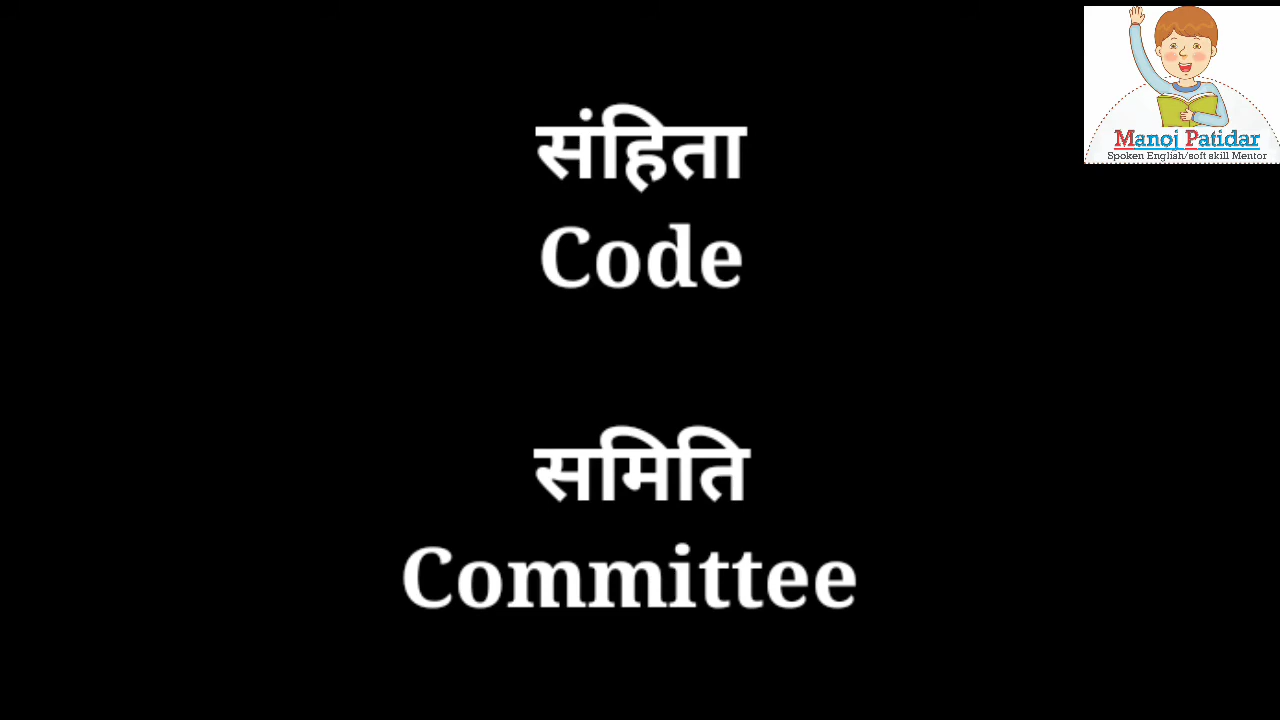 संहिता
Code
समिति
Committee
Manoj Patidar
Spoken English/soft skill Mentor